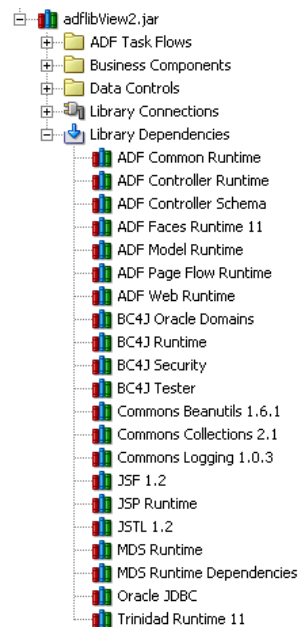 adflibView2.jar
ADF Task Flows
Business Components
Data Controls
Library Connections
Library Dependencies
ADF Common Runtime
ADF Controller Runtime
ADF Controller Schema
ADF Faces Runtime 11
ADF Model Runtime
ADF Page Flow Runtime
ADF Web Runtime
BC4J Oracle Domains
BC4J Runtime
BC4J Security
BC4J Tester
Commons Beanutils 1.6.1
Commons Collections 2.1
Commons Logging 1.0.3
JSF 1.2
JSP Runtime
JSTL 1.2
MDS Runtime
MDS Runtime Dependencies
Oracle JDBC
Trinidad Runtime 11